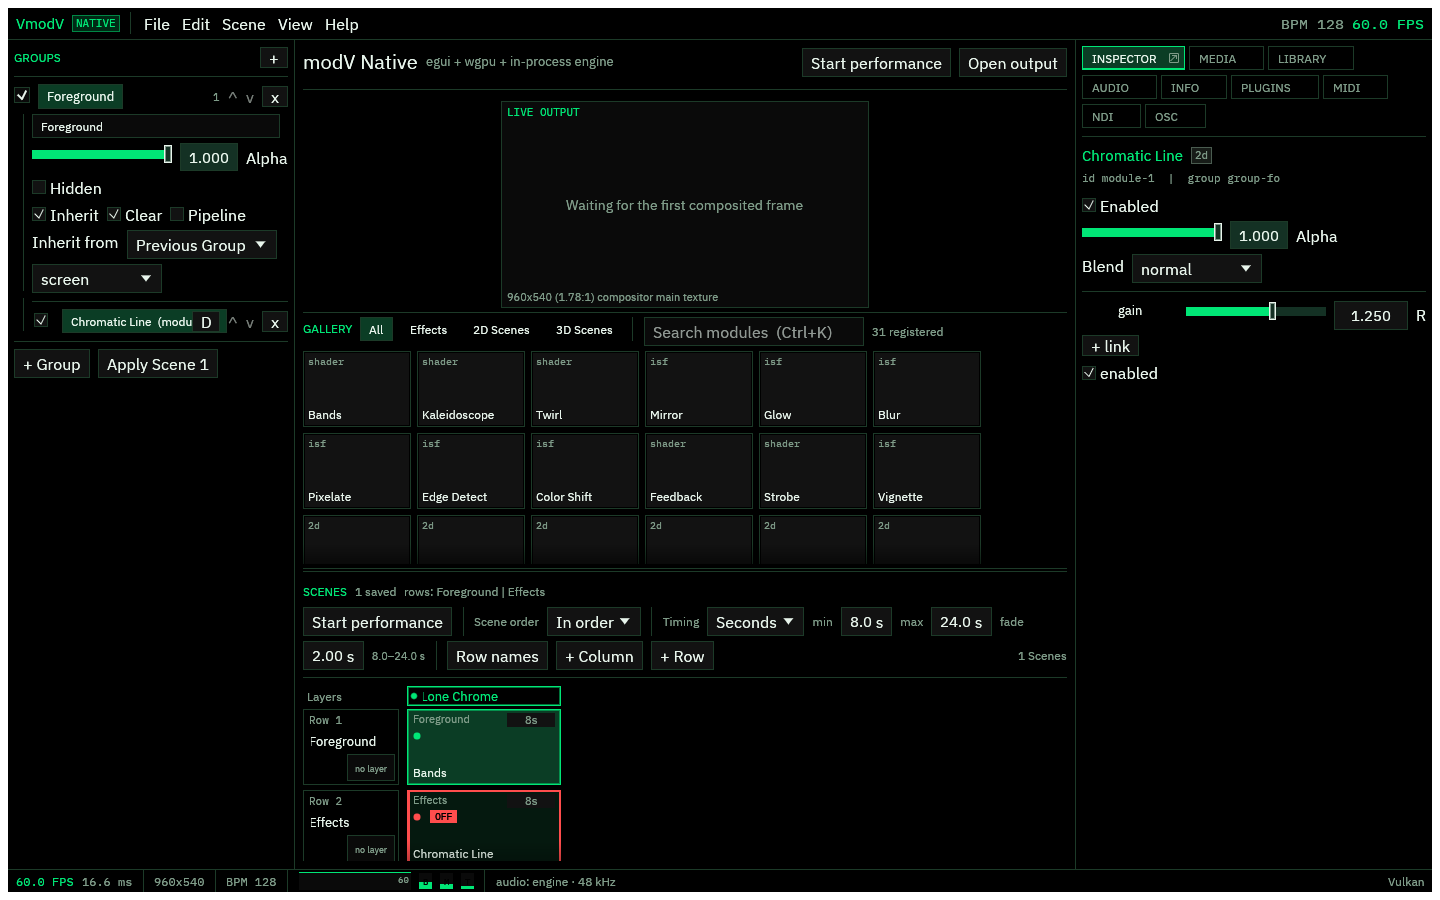 VmodV NATIVE File Edit Scene View Help BPM 128 60.0 FPS
GROUPS +
Foreground 1 ^ v x
Foreground
1.000 Alpha
Hidden
Inherit Clear Pipeline
Inherit from Previous Group
screen
Chromatic Line (modu D ^ v x
+ Group Apply Scene 1
modV Native egui + wgpu + in-process engine Start performance Open output
LIVE OUTPUT
Waiting for the first composited frame
960x540 (1.78:1) compositor main texture
GALLERY All Effects 2D Scenes 3D Scenes Search modules (Ctrl+K) 31 registered
shader shader shader isf isf isf
Bands Kaleidoscope Twirl Mirror Glow Blur
isf isf isf shader shader isf
Pixelate Edge Detect Color Shift Feedback Strobe Vignette
2d 2d 2d 2d 2d 2d
SCENES 1 saved rows: Foreground | Effects
Start performance Scene order In order Timing Seconds min 8.0 s max 24.0 s fade
2.00 s 8.0–24.0 s Row names + Column + Row 1 Scenes
Layers Lone Chrome
Row 1 Foreground 8s
Foreground
no layer Bands
Row 2 Effects 8s
Effects OFF
no layer Chromatic Line
INSPECTOR MEDIA LIBRARY
AUDIO INFO PLUGINS MIDI
NDI OSC
Chromatic Line 2d
id module-1 | group group-fo
Enabled
1.000 Alpha
Blend normal
gain 1.250 R
+ link
enabled
60.0 FPS 16.6 ms 960x540 BPM 128 60 audio: engine · 48 kHz Vulkan